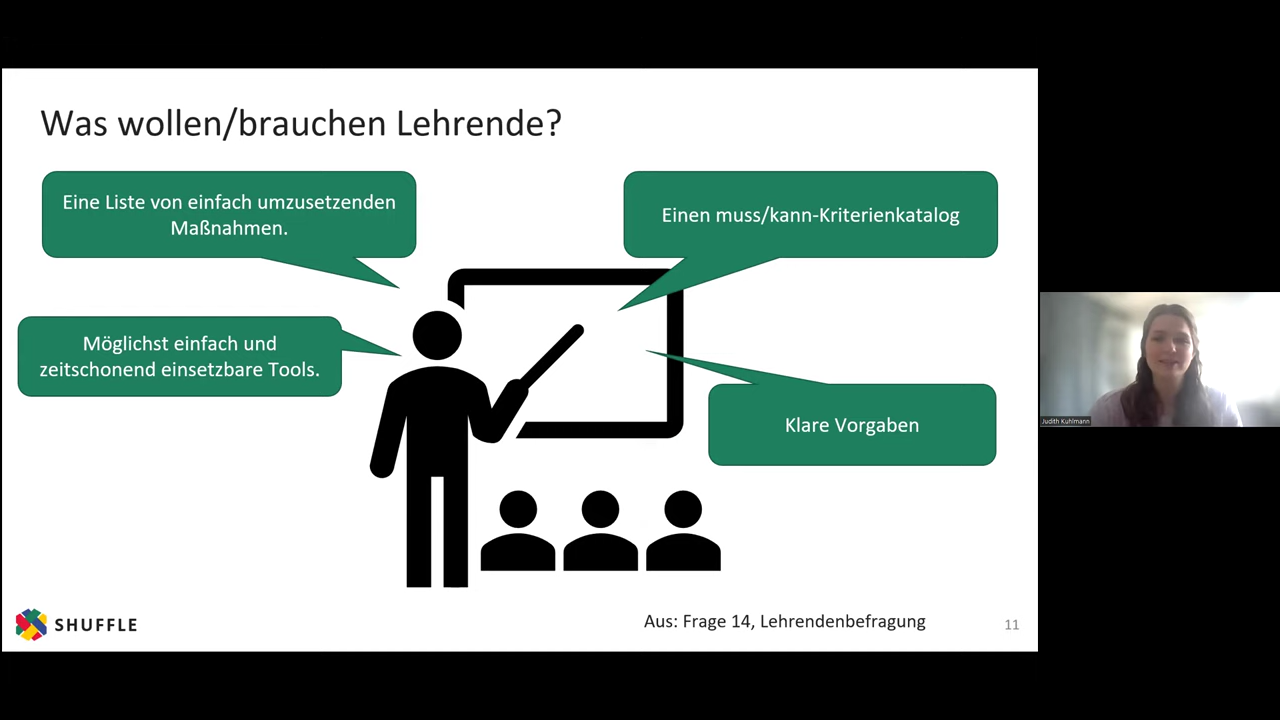 Was wollen/brauchen Lehrende?
Eine Liste von einfach umzusetzenden
Maßnahmen.
Einen muss/kann-Kriterienkatalog
Möglichst einfach und
zeitschonend einsetzbare Tools.
Klare Vorgaben
Judith Kuhlmann
SHUFFLE
Aus: Frage 14, Lehrendenbefragung
11